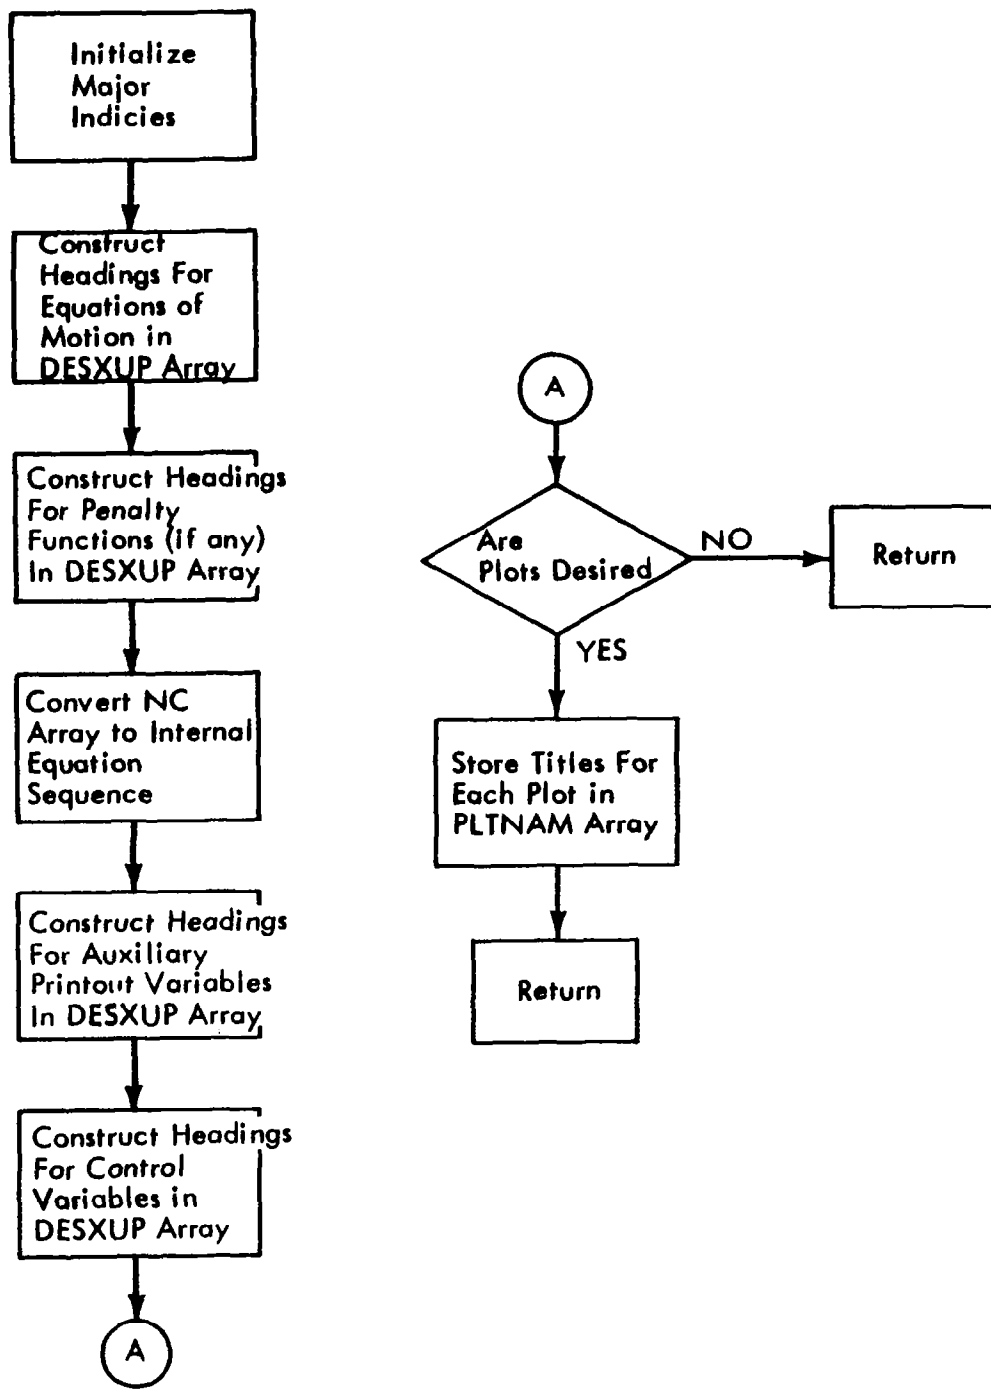 Initialize
Major
Indicies
Construct
Headings For
Equations of
Motion in
DESXUP Array
Construct Headings
For Penalty
Functions (if any)
In DESXUP Array
Convert NC
Array to Internal
Equation
Sequence
Construct Headings
For Auxiliary
Printout Variables
In DESXUP Array
Construct Headings
For Control
Variables in
DESXUP Array
A
A
Are
Plots Desired
NO
Return
YES
Store Titles For
Each Plot in
PLTNAM Array
Return